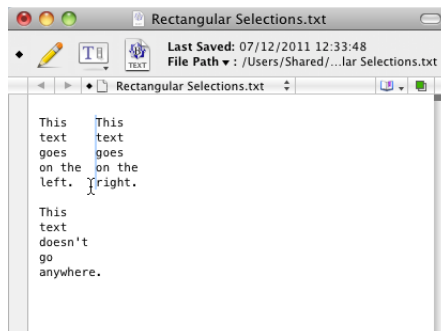 Rectangular Selections.txt
T
TEXT
Last Saved: 07/12/2011 12:33:48
File Path ▾ : /Users/Shared/...lar Selections.txt
Rectangular Selections.txt
This    This
text    text
goes    goes
on the  on the
left.   right.
This
text
doesn't
go
anywhere.